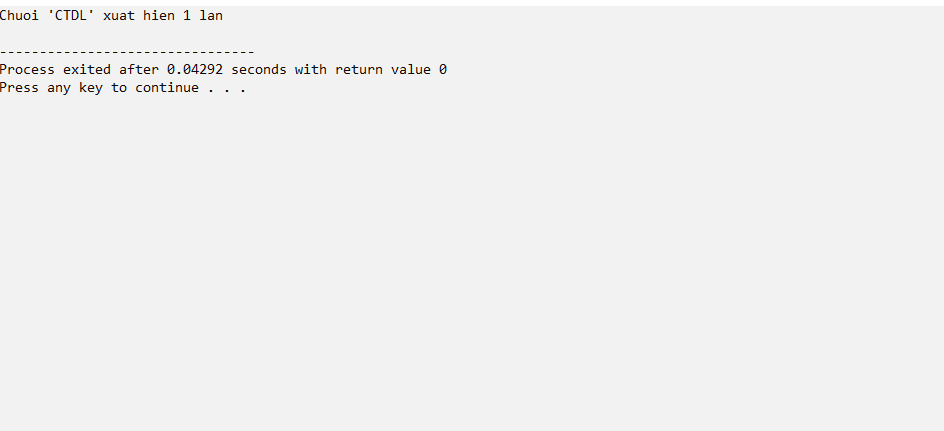 Chuoi 'CTDL' xuat hien 1 lan
--------------------------------
Process exited after 0.04292 seconds with return value 0
Press any key to continue . . .